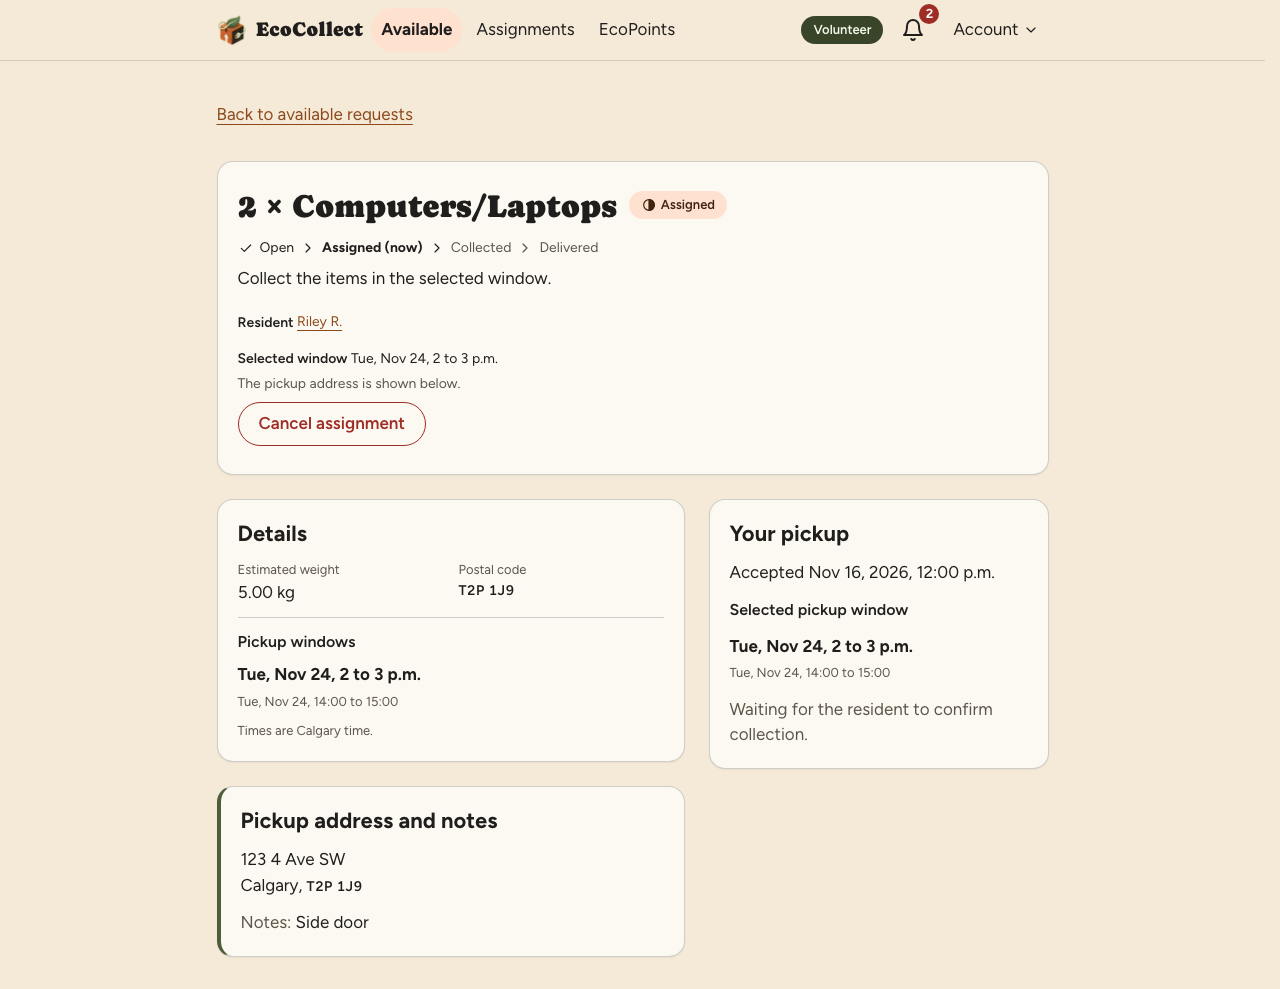 EcoCollect
Available
Assignments
EcoPoints
Volunteer
2
Account
Back to available requests
2 × Computers/Laptops
Assigned
Open
Assigned (now)
Collected
Delivered
Collect the items in the selected window.
Resident Riley R.
Selected window Tue, Nov 24, 2 to 3 p.m.
The pickup address is shown below.
Cancel assignment
Details
Estimated weight
5.00 kg
Postal code
T2P 1J9
Pickup windows
Tue, Nov 24, 2 to 3 p.m.
Tue, Nov 24, 14:00 to 15:00
Times are Calgary time.
Your pickup
Accepted Nov 16, 2026, 12:00 p.m.
Selected pickup window
Tue, Nov 24, 2 to 3 p.m.
Tue, Nov 24, 14:00 to 15:00
Waiting for the resident to confirm
collection.
Pickup address and notes
123 4 Ave SW
Calgary, T2P 1J9
Notes: Side door